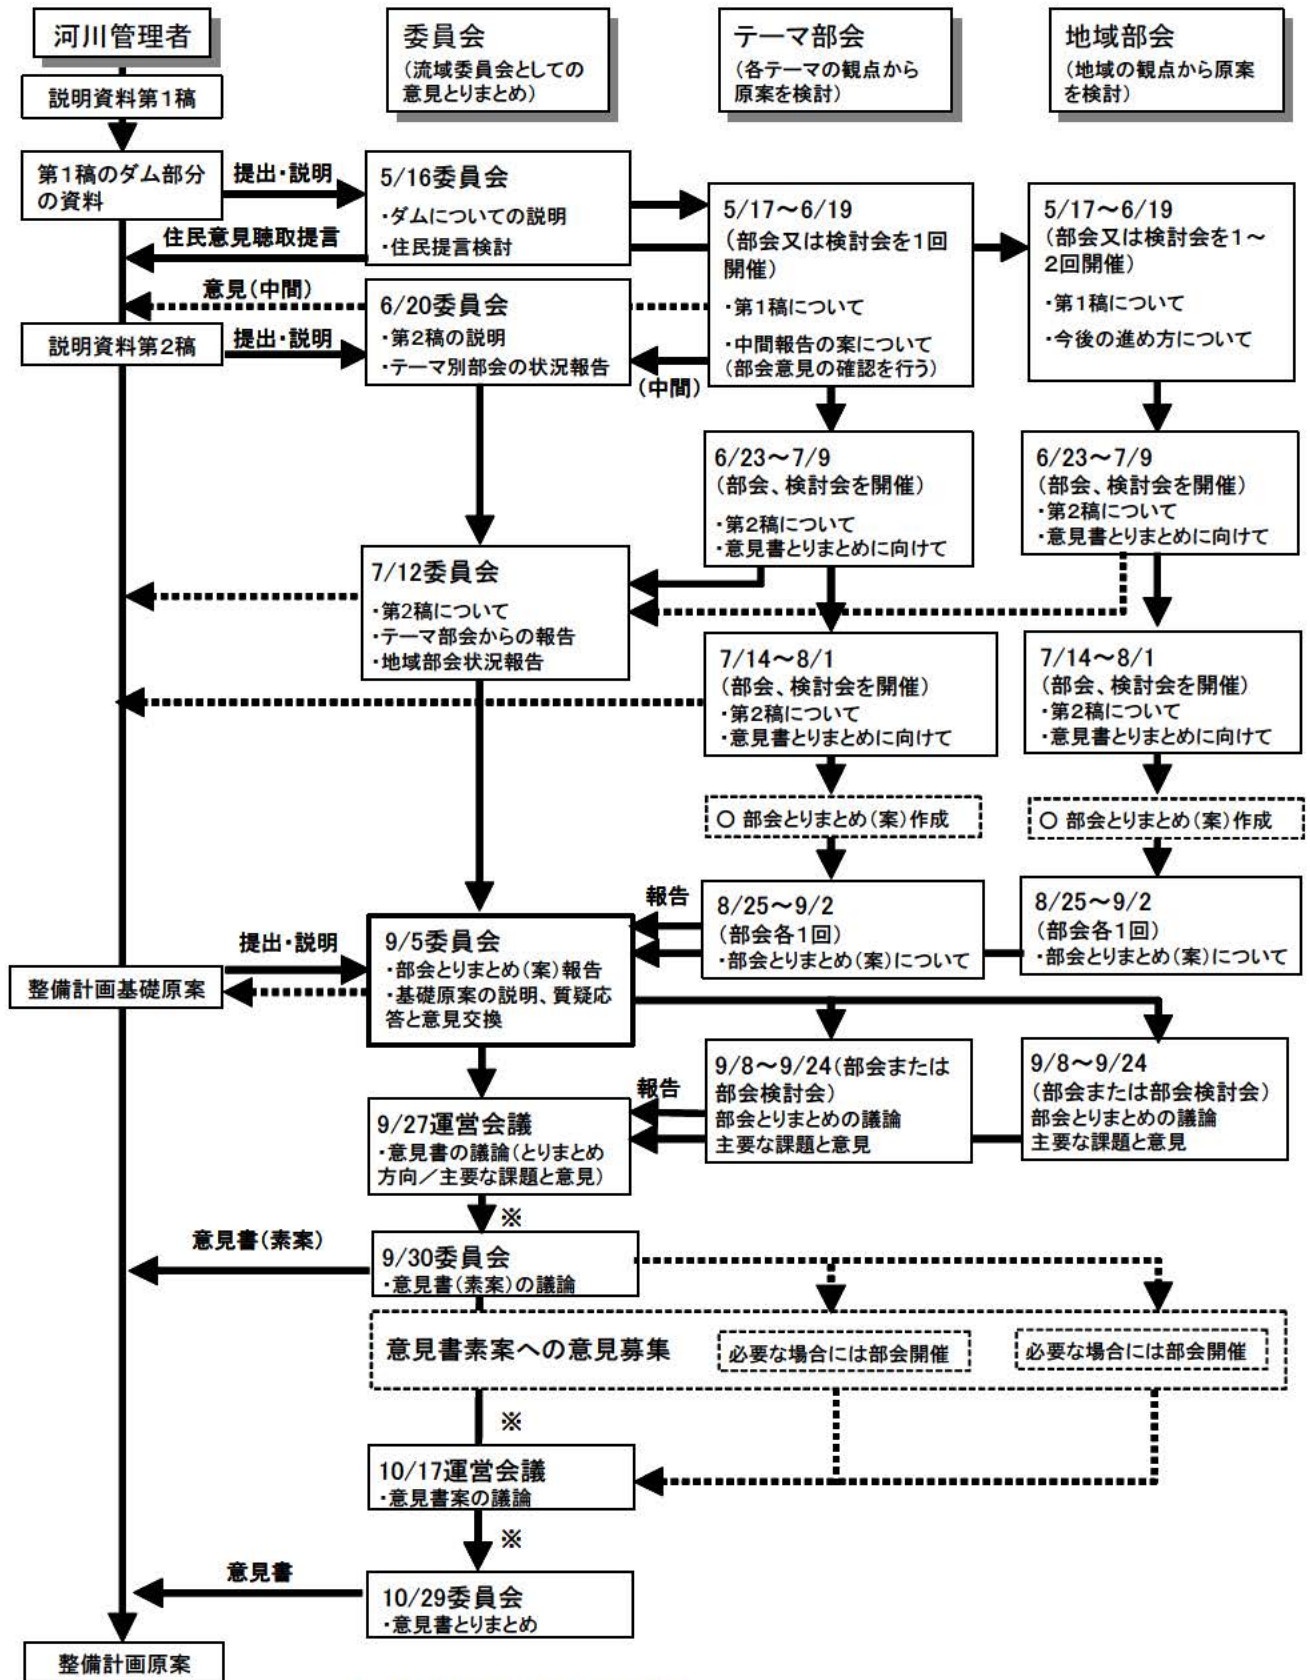 河川管理者
説明資料第1稿
委員会
(流域委員会としての
意見とりまとめ)
テーマ部会
(各テーマの観点から
原案を検討)
地域部会
(地域の観点から原案
を検討)
第1稿のダム部分
の資料
提出・説明
住民意見聴取提言
5/16委員会
・ダムについての説明
・住民提言検討
5/17～6/19
(部会又は検討会を1回
開催)
・第1稿について
・中間報告の案について
(部会意見の確認を行う)
5/17～6/19
(部会又は検討会を1～
2回開催)
・第1稿について
・今後の進め方について
意見(中間)
説明資料第2稿
提出・説明
6/20委員会
・第2稿の説明
・テーマ別部会の状況報告
(中間)
6/23～7/9
(部会、検討会を開催)
・第2稿について
・意見書とりまとめに向けて
6/23～7/9
(部会、検討会を開催)
・第2稿について
・意見書とりまとめに向けて
7/12委員会
・第2稿について
・テーマ部会からの報告
・地域部会状況報告
7/14～8/1
(部会、検討会を開催)
・第2稿について
・意見書とりまとめに向けて
7/14～8/1
(部会、検討会を開催)
・第2稿について
・意見書とりまとめに向けて
○ 部会とりまとめ(案)作成
○ 部会とりまとめ(案)作成
報告
8/25～9/2
(部会各1回)
・部会とりまとめ(案)について
8/25～9/2
(部会各1回)
・部会とりまとめ(案)について
提出・説明
整備計画基礎原案
9/5委員会
・部会とりまとめ(案)報告
・基礎原案の説明、質疑応
答と意見交換
9/8～9/24(部会または
部会検討会)
部会とりまとめの議論
主要な課題と意見
9/8～9/24
(部会または部会検討会)
部会とりまとめの議論
主要な課題と意見
報告
9/27運営会議
・意見書の議論(とりまとめ
方向／主要な課題と意見)
※
意見書(素案)
9/30委員会
・意見書(素案)の議論
意見書素案への意見募集
必要な場合には部会開催
必要な場合には部会開催
※
10/17運営会議
・意見書案の議論
※
意見書
10/29委員会
・意見書とりまとめ
整備計画原案